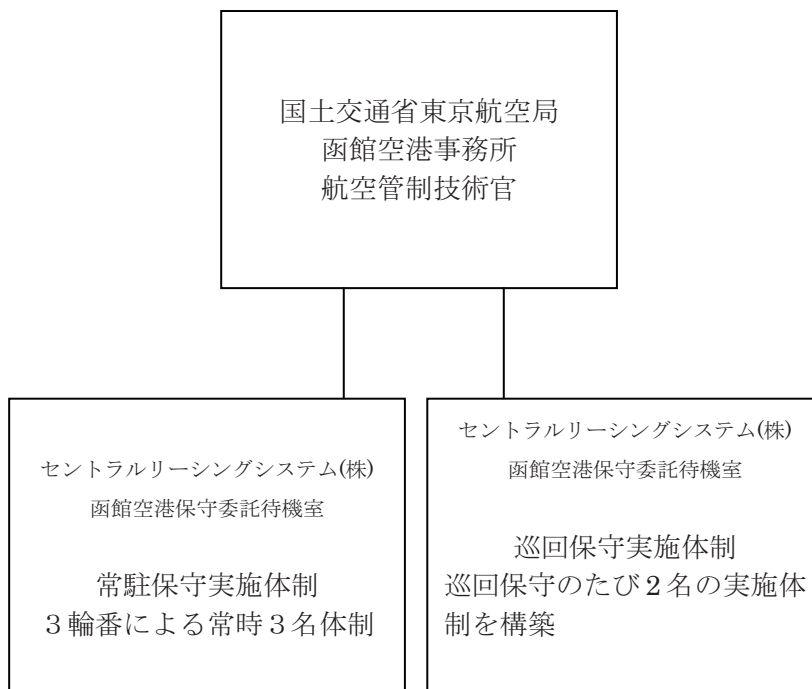 国土交通省東京航空局
函館空港事務所
航空管制技術官
セントラルリーシングシステム(株)
函館空港保守委託待機室
常駐保守実施体制
３輪番による常時３名体制
セントラルリーシングシステム(株)
函館空港保守委託待機室
巡回保守実施体制
巡回保守のたび２名の実施体
制を構築